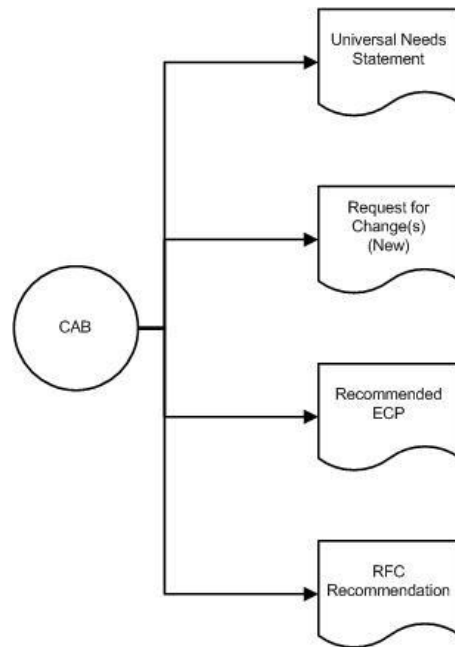 Universal Needs
Statement
Request for
Change(s)
(New)
CAB
Recommended
ECP
RFC
Recommendation